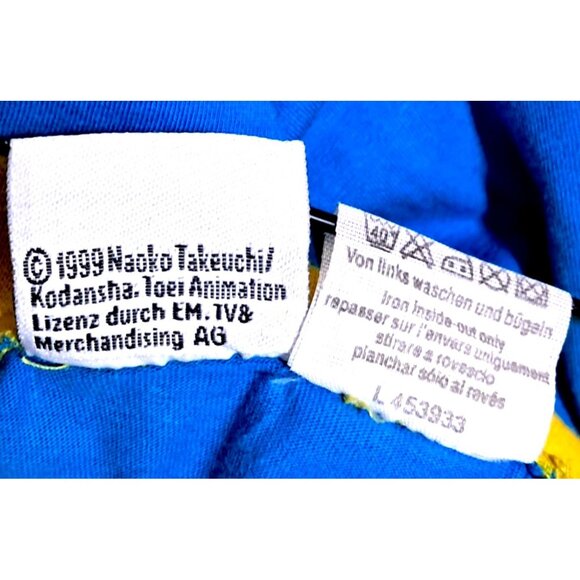 © 1999 Naoko Takeuchi/
Kodansha. Toei Animation
Lizenz durch EM. TV&
Merchandising AG
40
Von links waschen und bügeln
Iron inside-out only
repasser sur l'envers uniquement
stirare a rovescio
planchar sólo al revés
L 453933